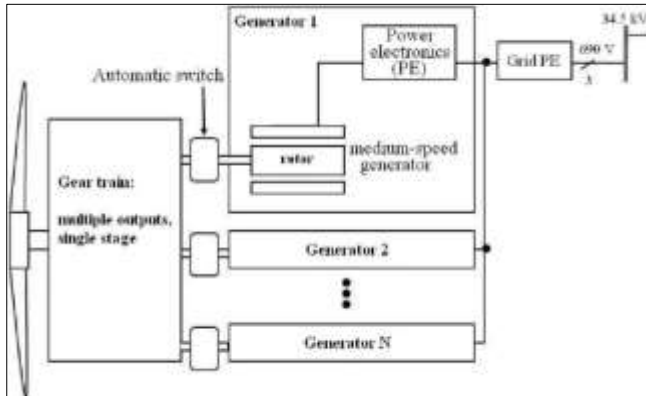 Generator 1
Power
electronics
(PE)
Automatic switch
Grid PE
690 V
3
34.5 kV
rotor
medium-speed
generator
Gear train:
multiple outputs,
single stage
Generator 2
Generator N